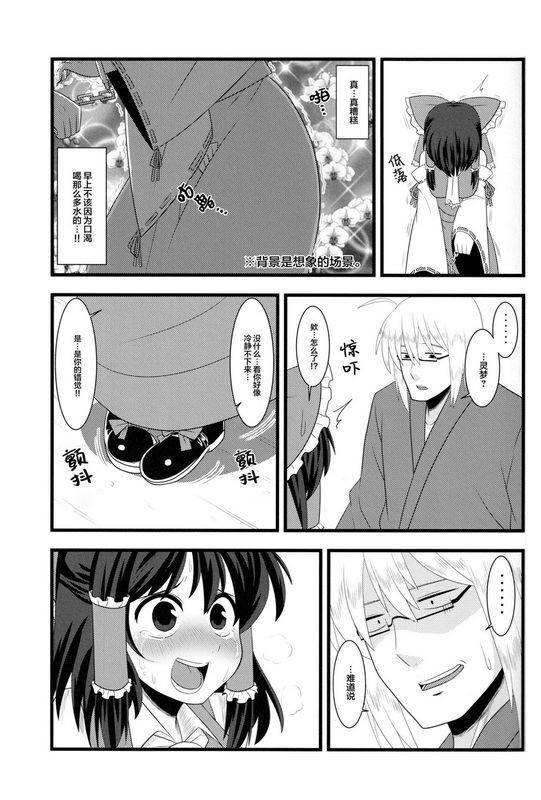 低落
真…真糟糕
啪…
咕噜…
早上不该因为口渴
喝那么多水的…!!
※背景是想象的场景。
……
…灵梦?
欸…怎么了!?
惊吓
没什么…看你好像
冷静不下来…
是…是你的错觉!
颤抖
颤抖
……
…难道说